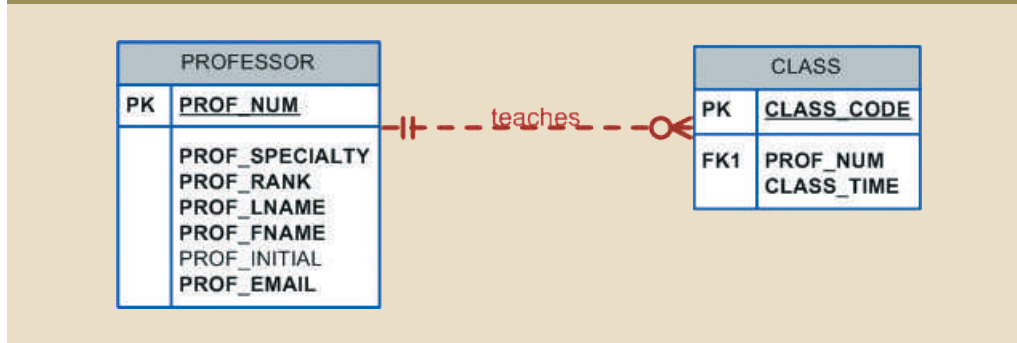 PROFESSOR
PK PROF_NUM
PROF_SPECIALTY
PROF_RANK
PROF_LNAME
PROF_FNAME
PROF_INITIAL
PROF_EMAIL
teaches
CLASS
PK CLASS_CODE
FK1 PROF_NUM
CLASS_TIME